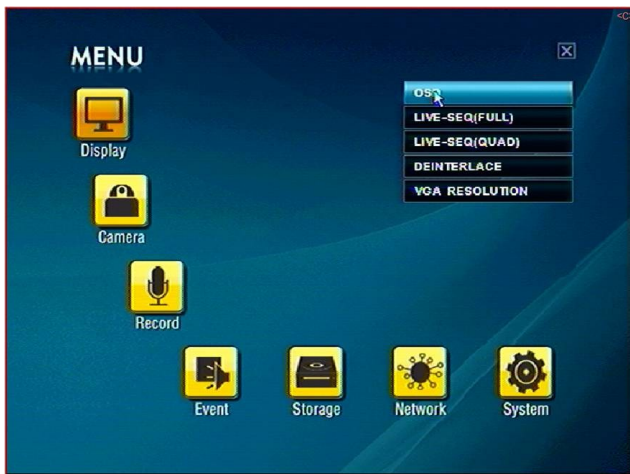 MENU
OSD
LIVE-SEQ(FULL)
LIVE-SEQ(QUAD)
DEINTERLACE
VGA RESOLUTION
Display
Camera
Record
Event
Storage
Network
System